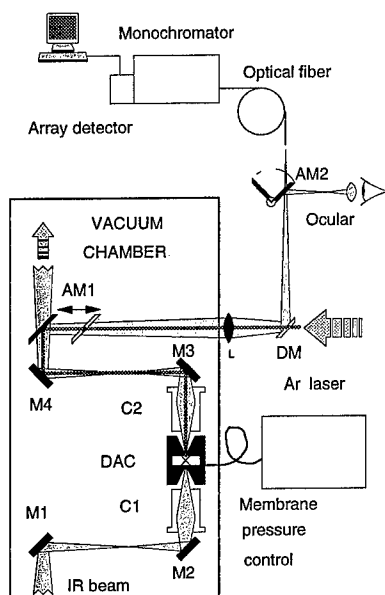 Monochromator
Optical fiber
Array detector
AM2
Ocular
VACUUM
CHAMBER
AM1
L
DM
M3
Ar laser
M4
C2
DAC
C1
Membrane
pressure
control
M1
M2
IR beam